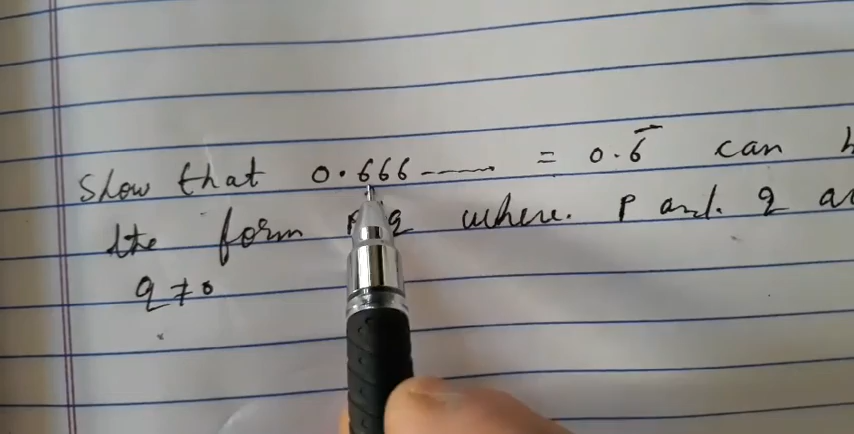 Show that 0.666------ = 0.6̅ can
the form q where. P and. q
q ≠ 0